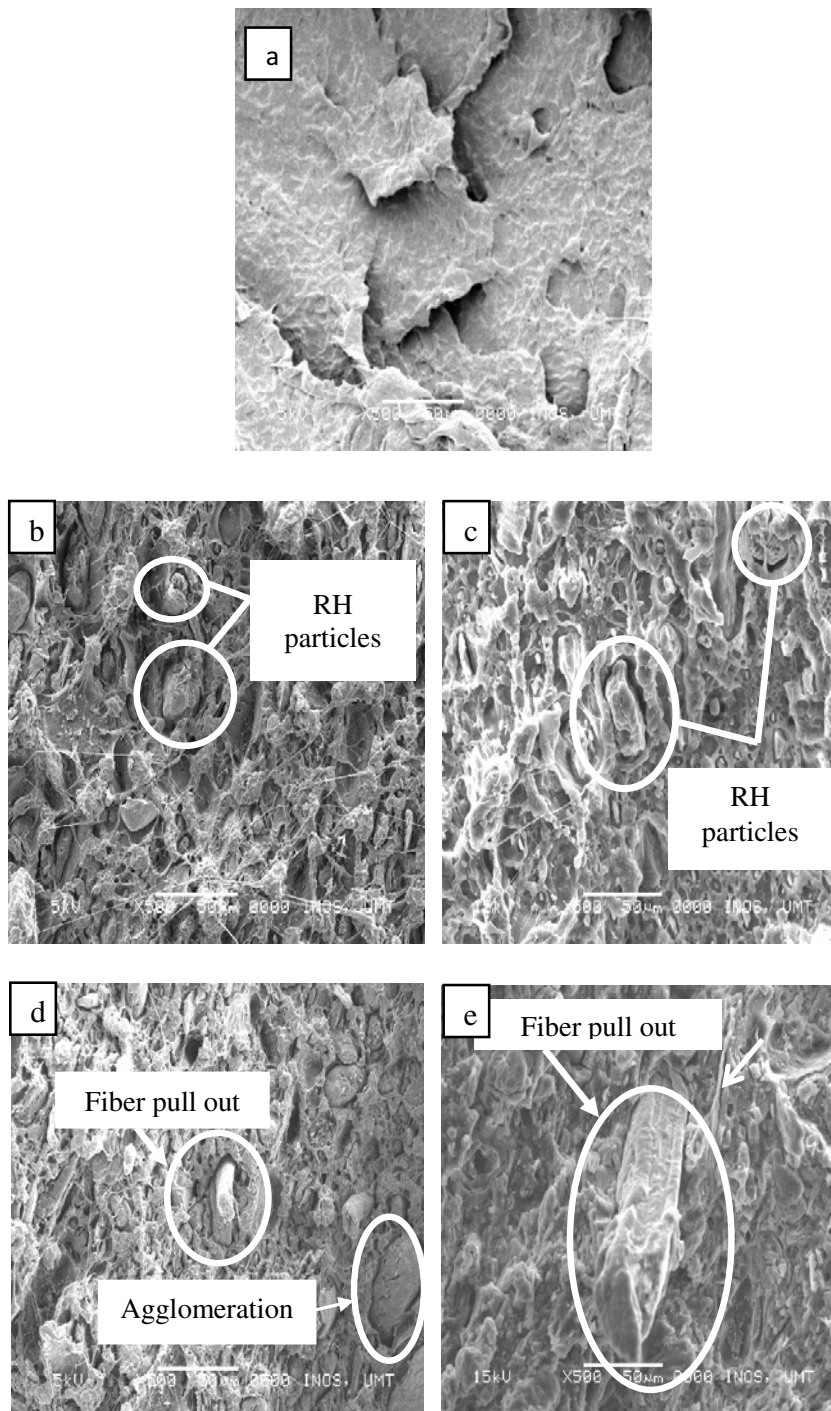 a
5kV X500 50μm 0000 INOS, UMT
b
RH
particles
5kV X500 50μm 0000 INOS, UMT
c
RH
particles
15kV X500 50μm 0000 INOS, UMT
d
Fiber pull out
Agglomeration
5kV X500 50μm 0000 INOS, UMT
e
Fiber pull out
15kV X500 50μm 0000 INOS, UMT